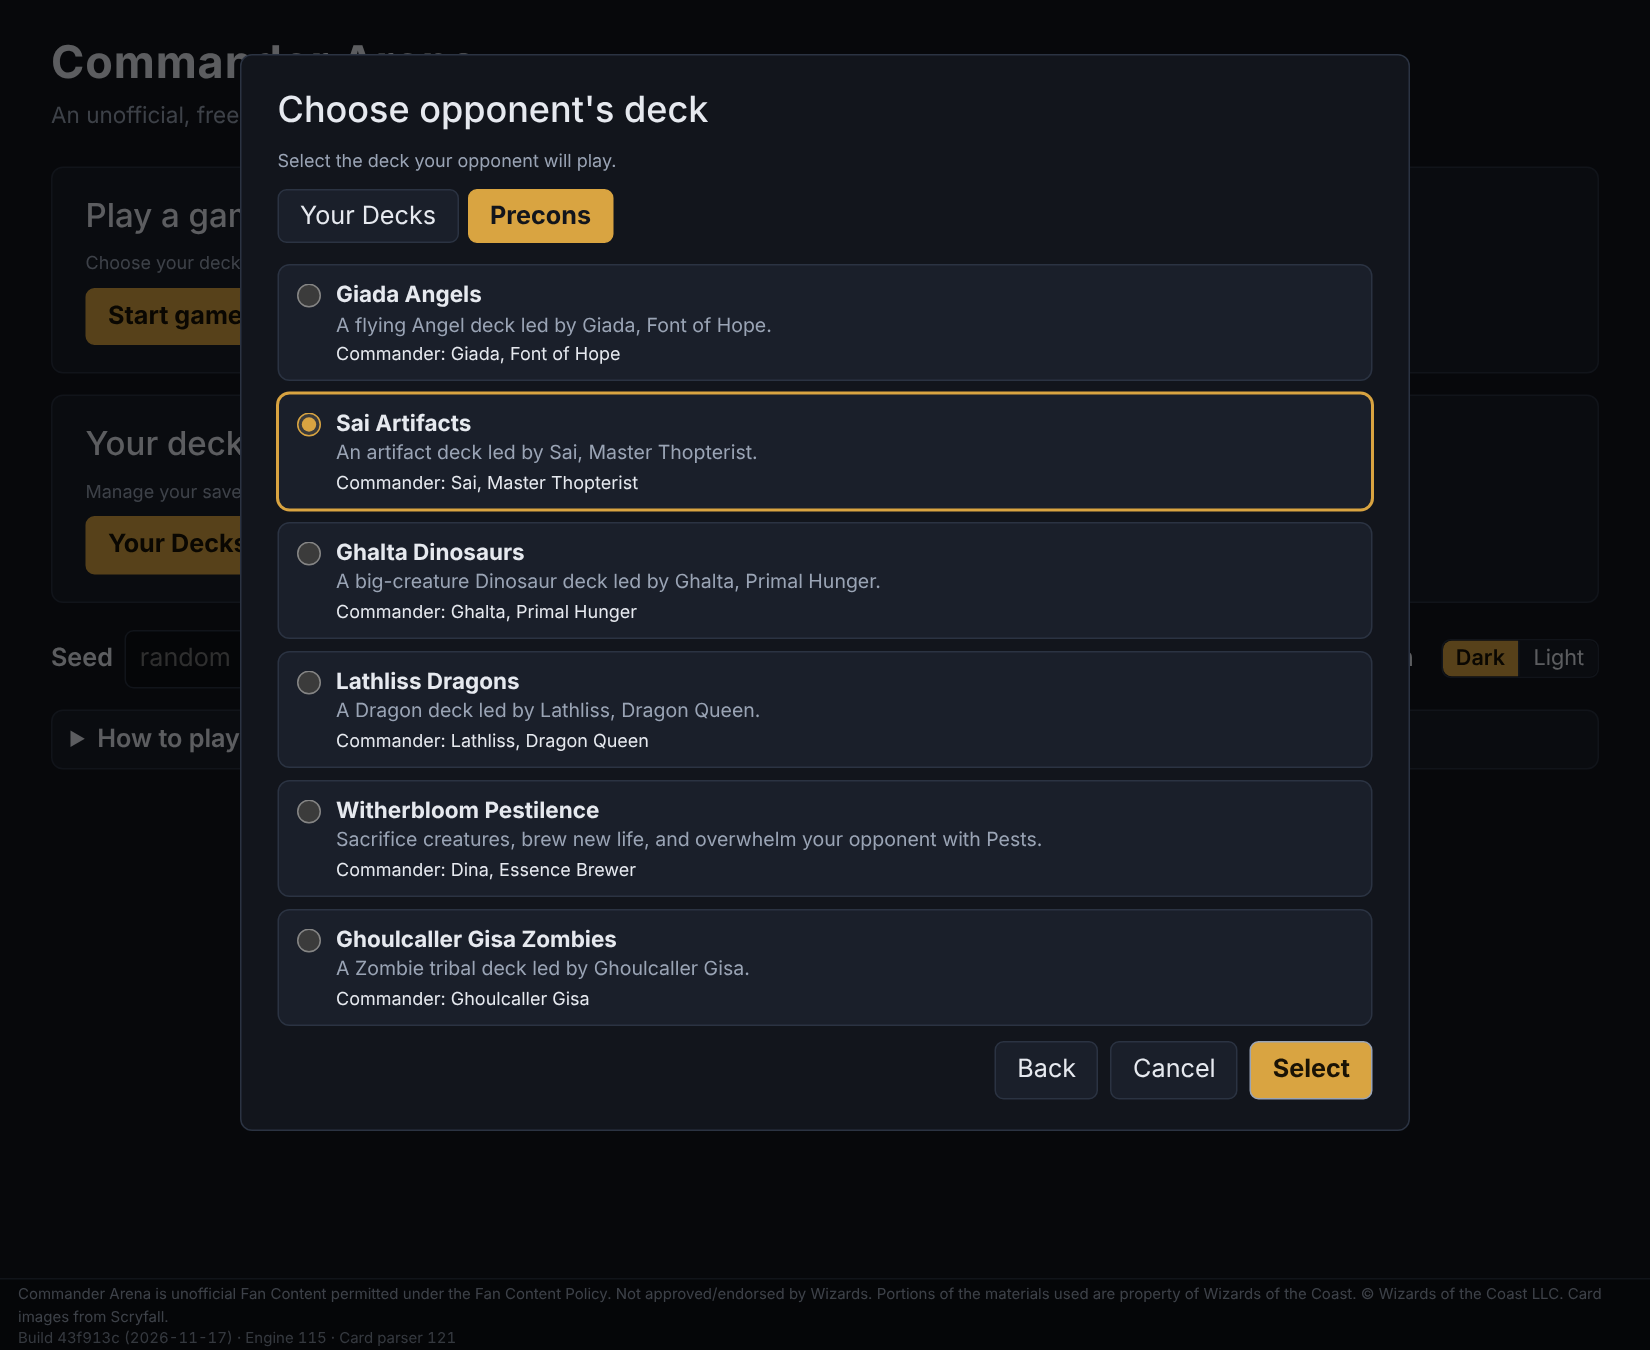 Choose opponent's deck
Select the deck your opponent will play.
Your Decks
Precons
Giada Angels
A flying Angel deck led by Giada, Font of Hope.
Commander: Giada, Font of Hope
Sai Artifacts
An artifact deck led by Sai, Master Thopterist.
Commander: Sai, Master Thopterist
Ghalta Dinosaurs
A big-creature Dinosaur deck led by Ghalta, Primal Hunger.
Commander: Ghalta, Primal Hunger
Lathliss Dragons
A Dragon deck led by Lathliss, Dragon Queen.
Commander: Lathliss, Dragon Queen
Witherbloom Pestilence
Sacrifice creatures, brew new life, and overwhelm your opponent with Pests.
Commander: Dina, Essence Brewer
Ghoulcaller Gisa Zombies
A Zombie tribal deck led by Ghoulcaller Gisa.
Commander: Ghoulcaller Gisa
Back
Cancel
Select
An unofficial, free
Play a
Choose your deck
Start game
Your
Manage your
Your Decks
Seed
random
Dark
Light
How to play
Commander Arena is unofficial Fan Content permitted under the Fan Content Policy. Not approved/endorsed by Wizards. Portions of the materials used are property of Wizards of the Coast. © Wizards of the Coast LLC. Card
images from Scryfall.
Build 43f913c (2026-11-17) · Engine 115 · Card parser 121